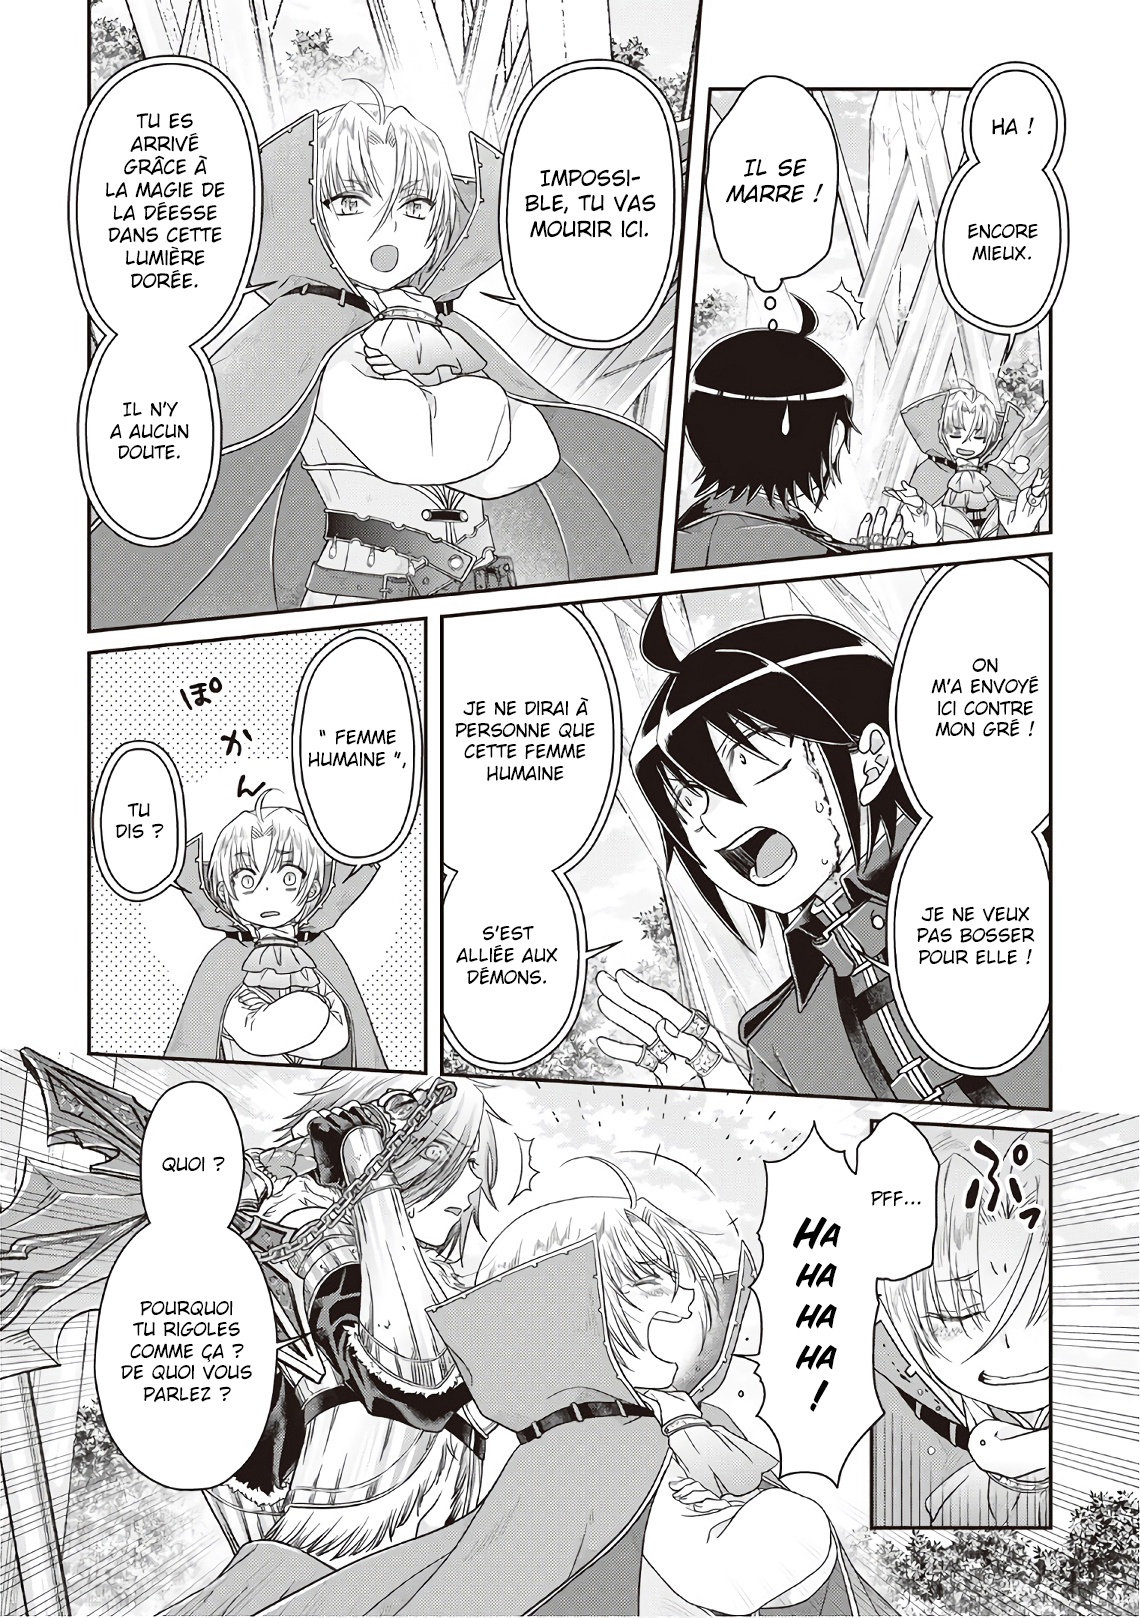 HA !
ENCORE
MIEUX.
IL SE
MARRE !
IMPOSSI-
BLE, TU VAS
MOURIR ICI.
TU ES
ARRIVÉ
GRÂCE À
LA MAGIE DE
LA DÉESSE
DANS CETTE
LUMIÈRE
DORÉE.
IL N'Y
A AUCUN
DOUTE.
ON
M'A ENVOYÉ
ICI CONTRE
MON GRÉ !
JE NE VEUX
PAS BOSSER
POUR ELLE !
JE NE DIRAI À
PERSONNE QUE
CETTE FEMME
HUMAINE
S'EST
ALLIÉE AUX
DÉMONS.
" FEMME
HUMAINE ",
TU
DIS ?
ぽかん
PFF...
ぷっ
HA
HA
HA
HA
!
QUOI ?
POURQUOI
TU RIGOLES
COMME ÇA ?
DE QUOI VOUS
PARLEZ ?